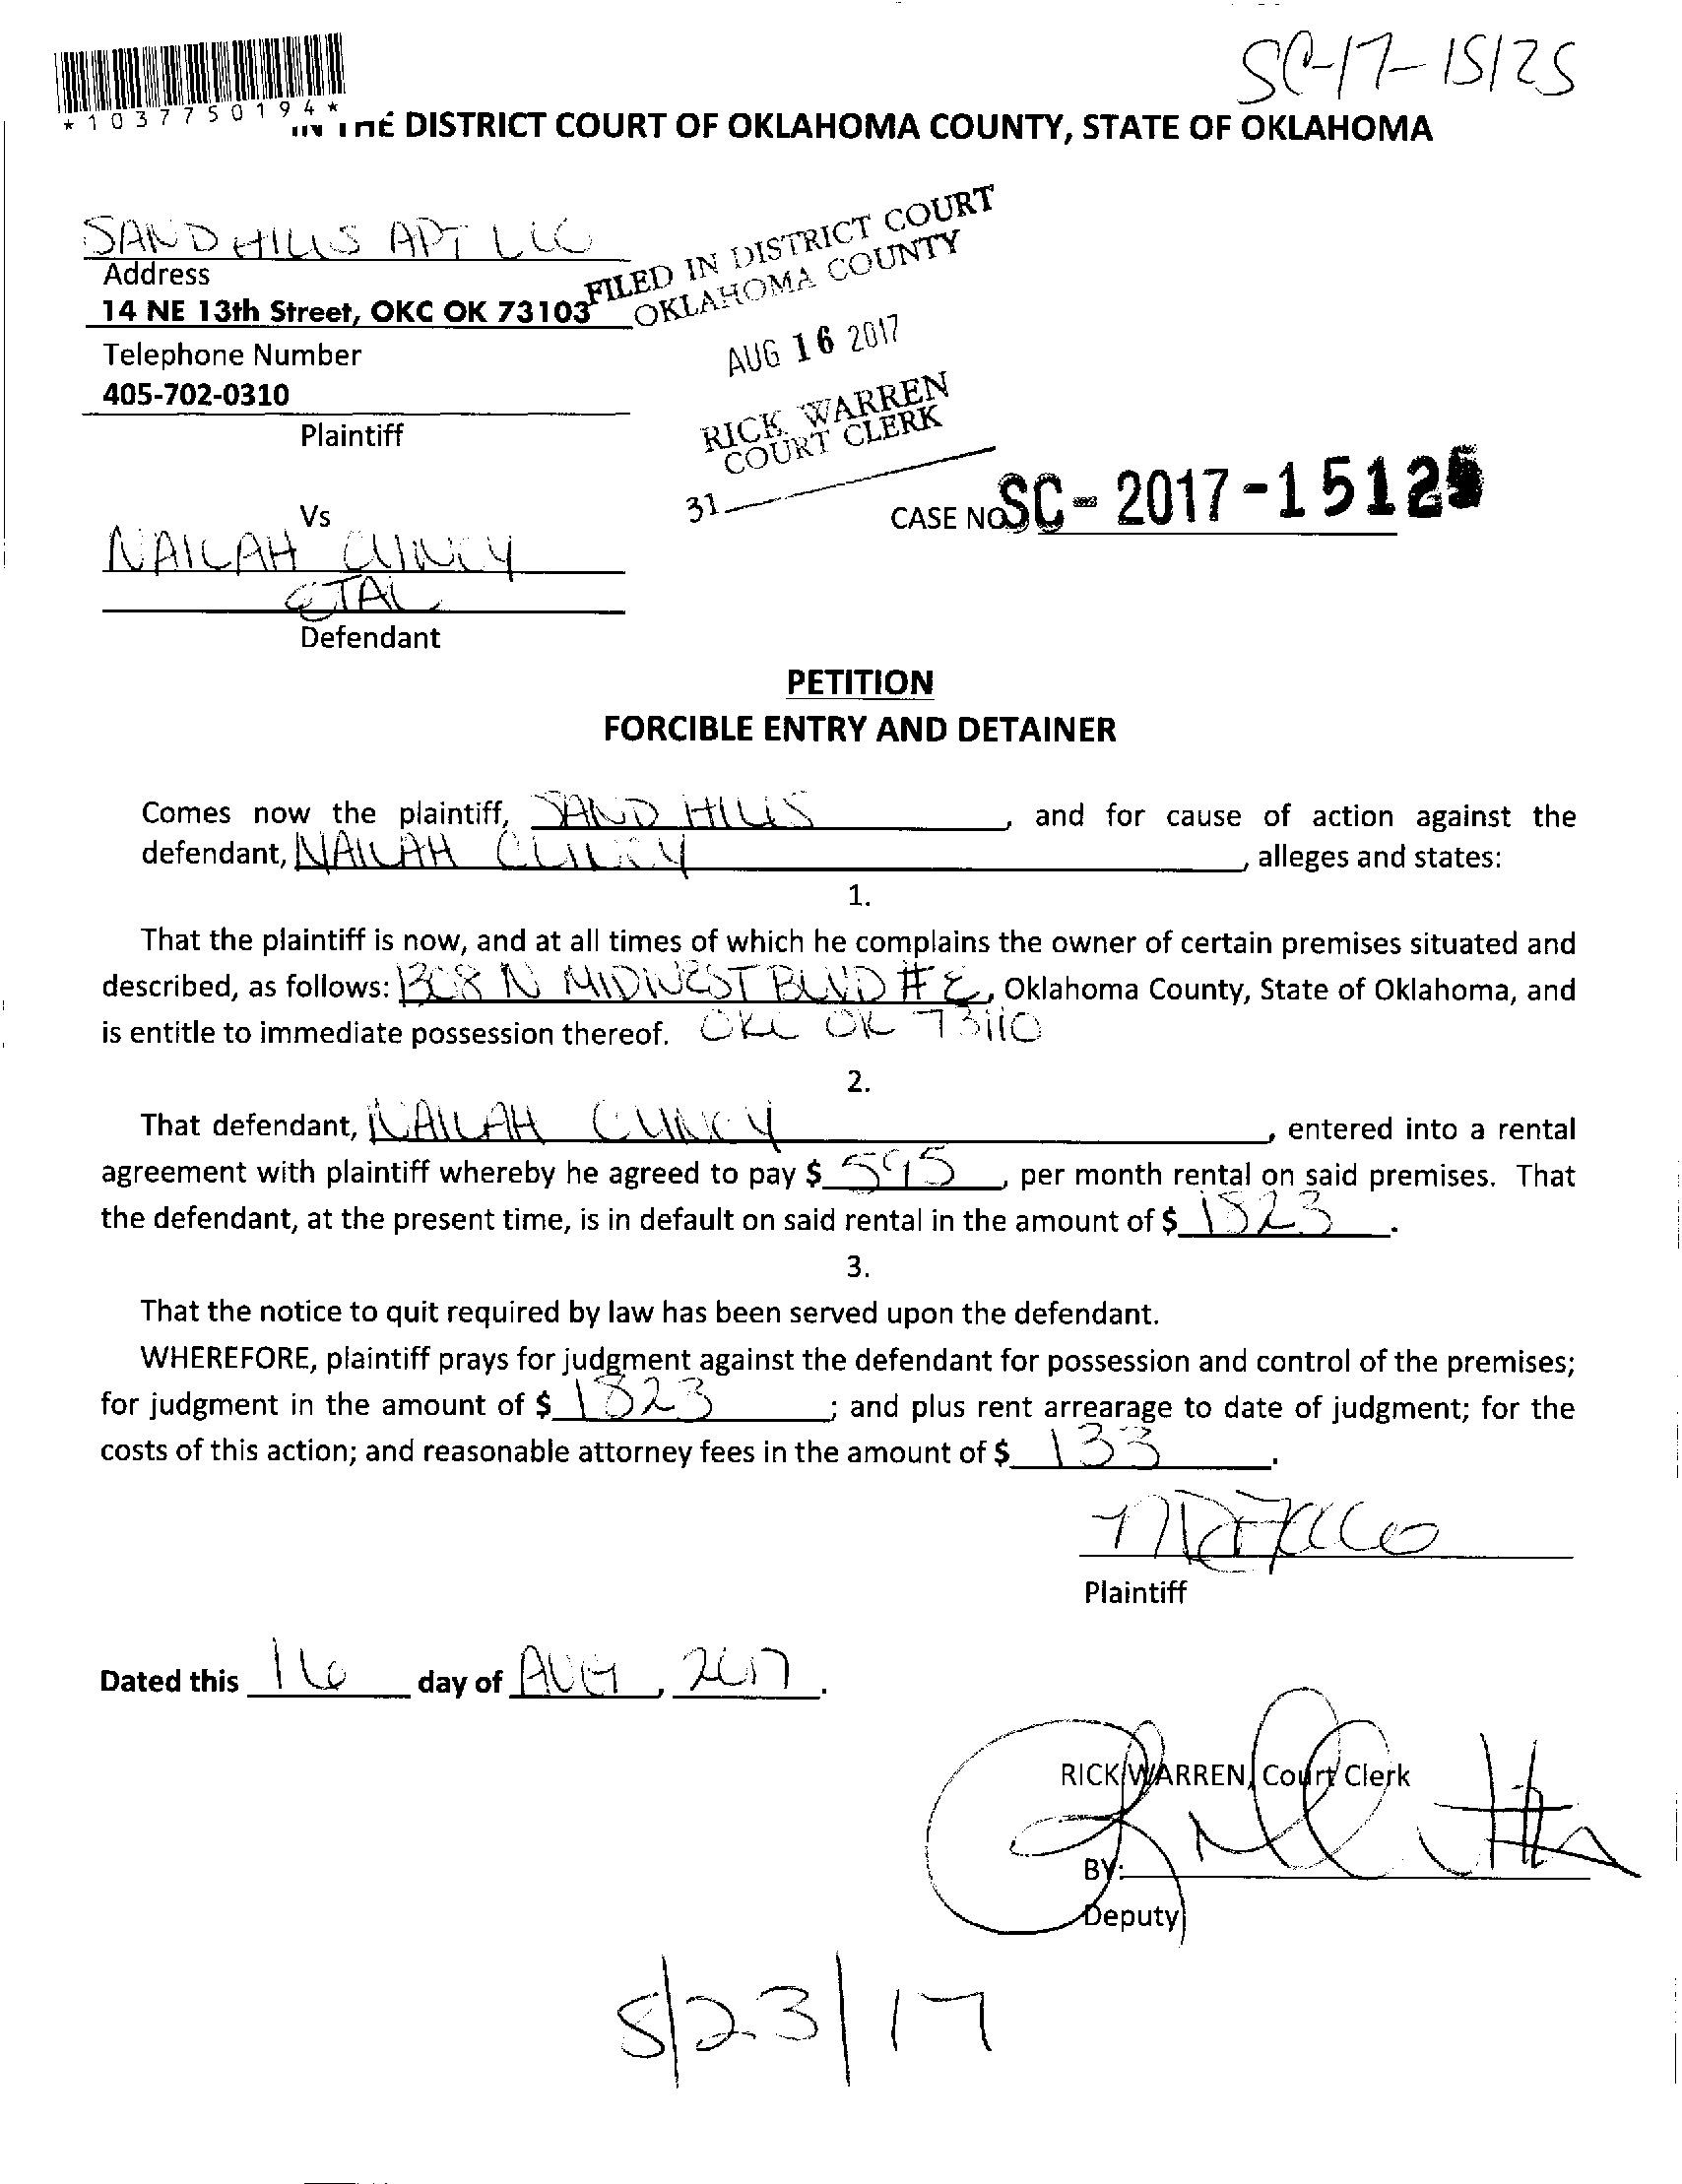 SC-17-15125
*1037750194*
IN THE DISTRICT COURT OF OKLAHOMA COUNTY, STATE OF OKLAHOMA
SAND HILLS APT LLC
Address
14 NE 13th Street, OKC OK 73103
Telephone Number
405-702-0310
Plaintiff
FILED IN DISTRICT COURT
OKLAHOMA COUNTY
AUG 16 2017
RICK WARREN
COURT CLERK
31
CASE NO SC-2017-15125
Vs
NAILAH
ETAL
Defendant
PETITION
FORCIBLE ENTRY AND DETAINER
Comes now the plaintiff, SAND HILLS, and for cause of action against the
defendant, NAILAH, alleges and states:
1.
That the plaintiff is now, and at all times of which he complains the owner of certain premises situated and
described, as follows: 1308 N MIDWEST BLVD # E, Oklahoma County, State of Oklahoma, and
is entitle to immediate possession thereof. OKC OK 73110
2.
That defendant, NAILAH, entered into a rental
agreement with plaintiff whereby he agreed to pay $ 595, per month rental on said premises. That
the defendant, at the present time, is in default on said rental in the amount of $ 1823.
3.
That the notice to quit required by law has been served upon the defendant.
WHEREFORE, plaintiff prays for judgment against the defendant for possession and control of the premises;
for judgment in the amount of $ 1823; and plus rent arrearage to date of judgment; for the
costs of this action; and reasonable attorney fees in the amount of $ 133.
Plaintiff
Dated this 16 day of AUG, 2017.
RICK WARREN, Court Clerk
BY:
Deputy
8/23/17